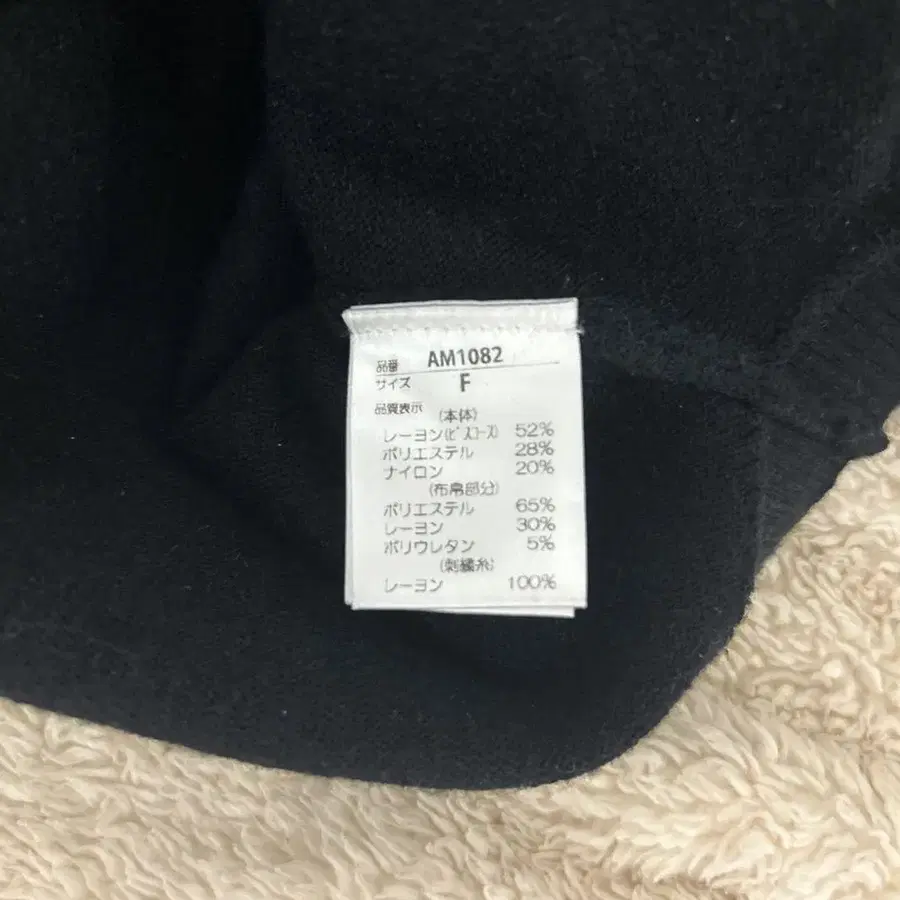 品番 AM1082
サイズ F
品質表示
(本体)
レーヨン(ビスコース) 52%
ポリエステル 28%
ナイロン 20%
(布帛部分)
ポリエステル 65%
レーヨン 30%
ポリウレタン 5%
(刺繍糸)
レーヨン 100%